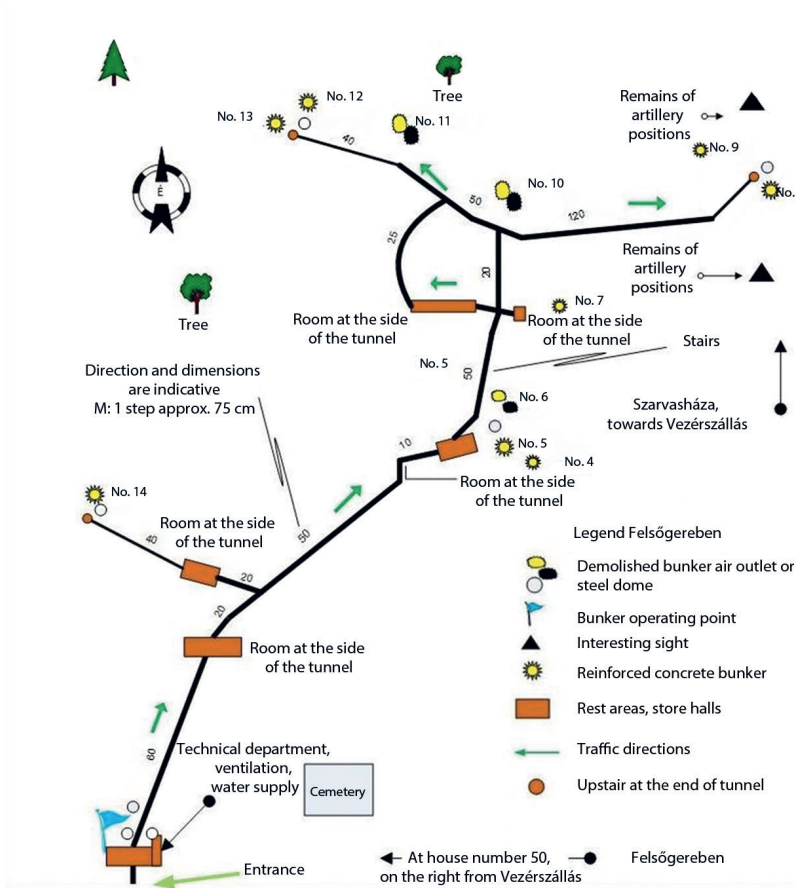 No. 12
No. 13
Tree
No. 11
Remains of
artillery
positions
No. 9
40
É
No. 10
No.
50
120
25
20
Remains of
artillery
positions
Tree
No. 7
Room at the side
of the tunnel
Room at the side
of the tunnel
Stairs
No. 5
50
Direction and dimensions
are indicative
M: 1 step approx. 75 cm
No. 6
Szarvasháza,
towards Vezérszállás
10
No. 5
No. 4
Room at the side
of the tunnel
No. 14
Room at the side
of the tunnel
50
40
20
20
Legend Felsőgereben
Demolished bunker air outlet or
steel dome
Bunker operating point
Interesting sight
Reinforced concrete bunker
Rest areas, store halls
Traffic directions
Upstair at the end of tunnel
Room at the side
of the tunnel
60
Technical department,
ventilation,
water supply
Cemetery
Entrance
At house number 50,
on the right from Vezérszállás
Felsőgereben